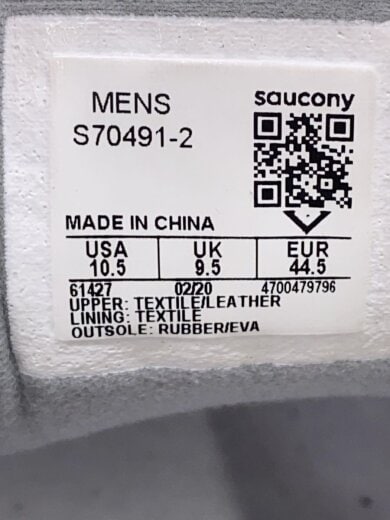 MENS
saucony
S70491-2
MADE IN CHINA
USA UK EUR
10.5 9.5 44.5
61427 02/20 4700479796
UPPER: TEXTILE/LEATHER
LINING: TEXTILE
OUTSOLE: RUBBER/EVA